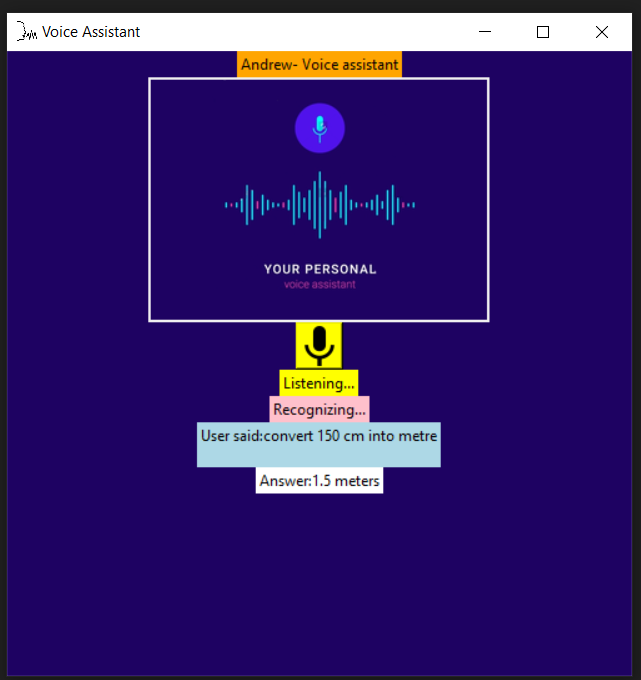 Voice Assistant
Andrew- Voice assistant
YOUR PERSONAL
voice assistant
Listening...
Recognizing...
User said:convert 150 cm into metre
Answer:1.5 meters